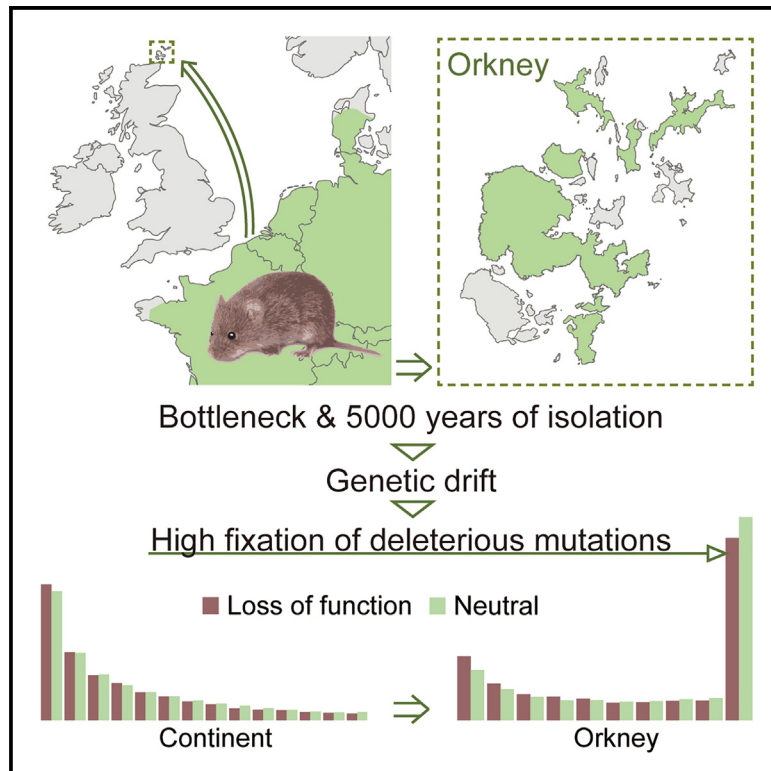 Orkney
Bottleneck & 5000 years of isolation
Genetic drift
High fixation of deleterious mutations
Loss of function
Neutral
Continent
Orkney